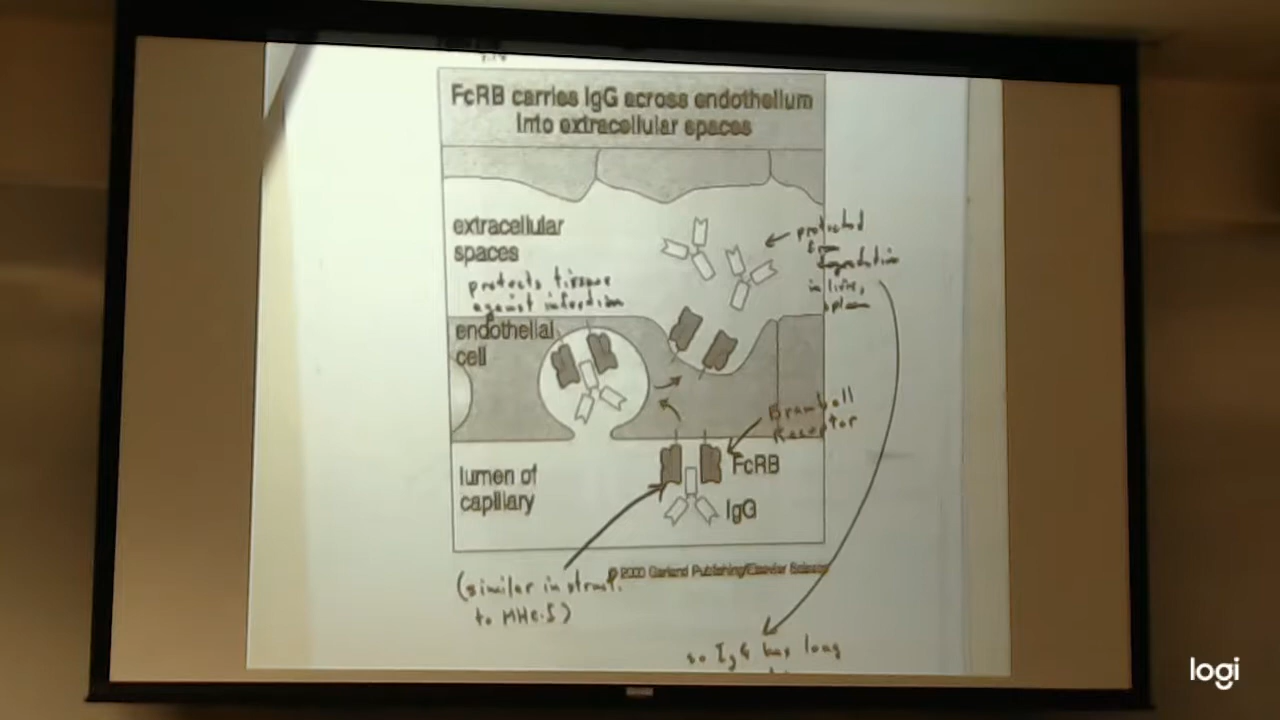 FcRB carries IgG across endothelium
into extracellular spaces
extracellular
spaces
protects tissue
against infection
protected
from
degradation
in liver,
spleen
endothelial
cell
Brambell
Receptor
lumen of
capillary
FcRB
IgG
© 2000 Garland Publishing/Elsevier Science
(similar in struct.
to MHC-I)
so IgG has long
logi